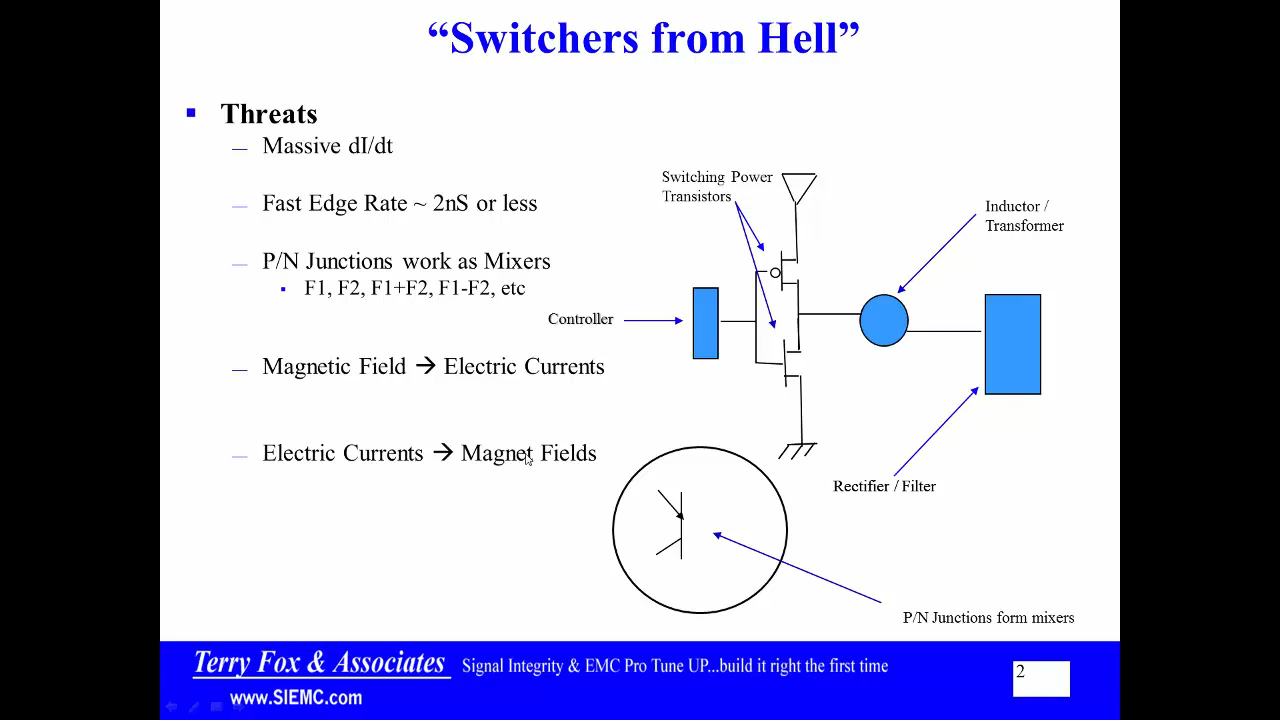 “Switchers from Hell”
Threats
Massive dI/dt
Fast Edge Rate ~ 2nS or less
P/N Junctions work as Mixers
F1, F2, F1+F2, F1-F2, etc
Magnetic Field → Electric Currents
Electric Currents → Magnet Fields
Switching Power
Transistors
Inductor /
Transformer
Controller
Rectifier / Filter
P/N Junctions form mixers
Terry Fox & Associates
www.SIEMC.com
Signal Integrity & EMC Pro Tune UP...build it right the first time
2